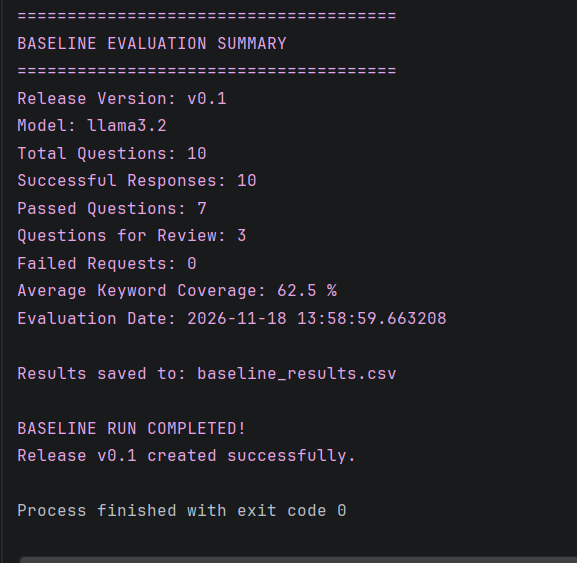 ======================================
BASELINE EVALUATION SUMMARY
======================================
Release Version: v0.1
Model: llama3.2
Total Questions: 10
Successful Responses: 10
Passed Questions: 7
Questions for Review: 3
Failed Requests: 0
Average Keyword Coverage: 62.5 %
Evaluation Date: 2026-11-18 13:58:59.663208
Results saved to: baseline_results.csv
BASELINE RUN COMPLETED!
Release v0.1 created successfully.
Process finished with exit code 0